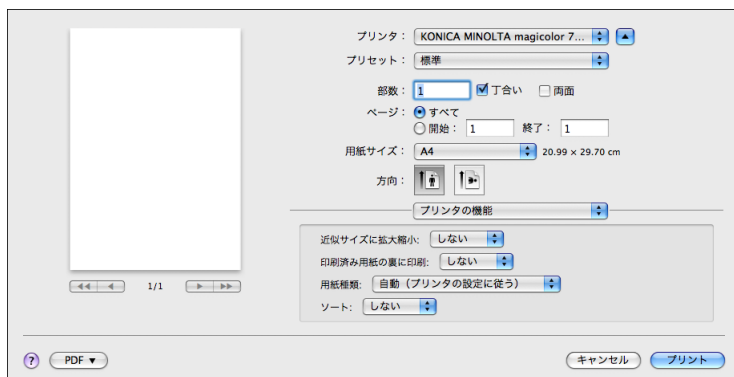 プリンタ： KONICA MINOLTA magicolor 7...
プリセット： 標準
部数： 1 丁合い 両面
ページ： すべて
開始： 1 終了： 1
用紙サイズ： A4 20.99 × 29.70 cm
方向：
プリンタの機能
近似サイズに拡大縮小: しない
印刷済み用紙の裏に印刷: しない
用紙種類: 自動（プリンタの設定に従う）
ソート: しない
1/1
? PDF ▼ キャンセル プリント